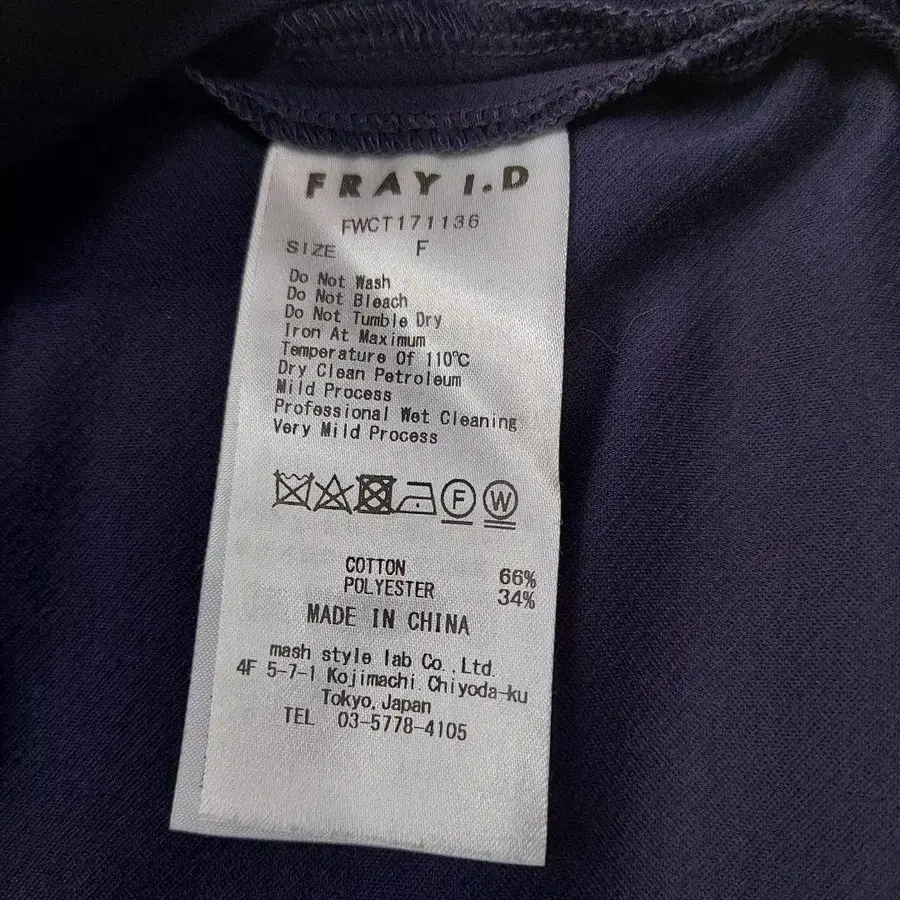 FRAY I.D
FWCT171136
SIZE F
Do Not Wash
Do Not Bleach
Do Not Tumble Dry
Iron At Maximum
Temperature Of 110℃
Dry Clean Petroleum
Mild Process
Professional Wet Cleaning
Very Mild Process
F W
COTTON 66%
POLYESTER 34%
MADE IN CHINA
mash style lab Co.,Ltd.
4F 5-7-1 Kojimachi Chiyoda-ku
Tokyo, Japan
TEL 03-5778-4105